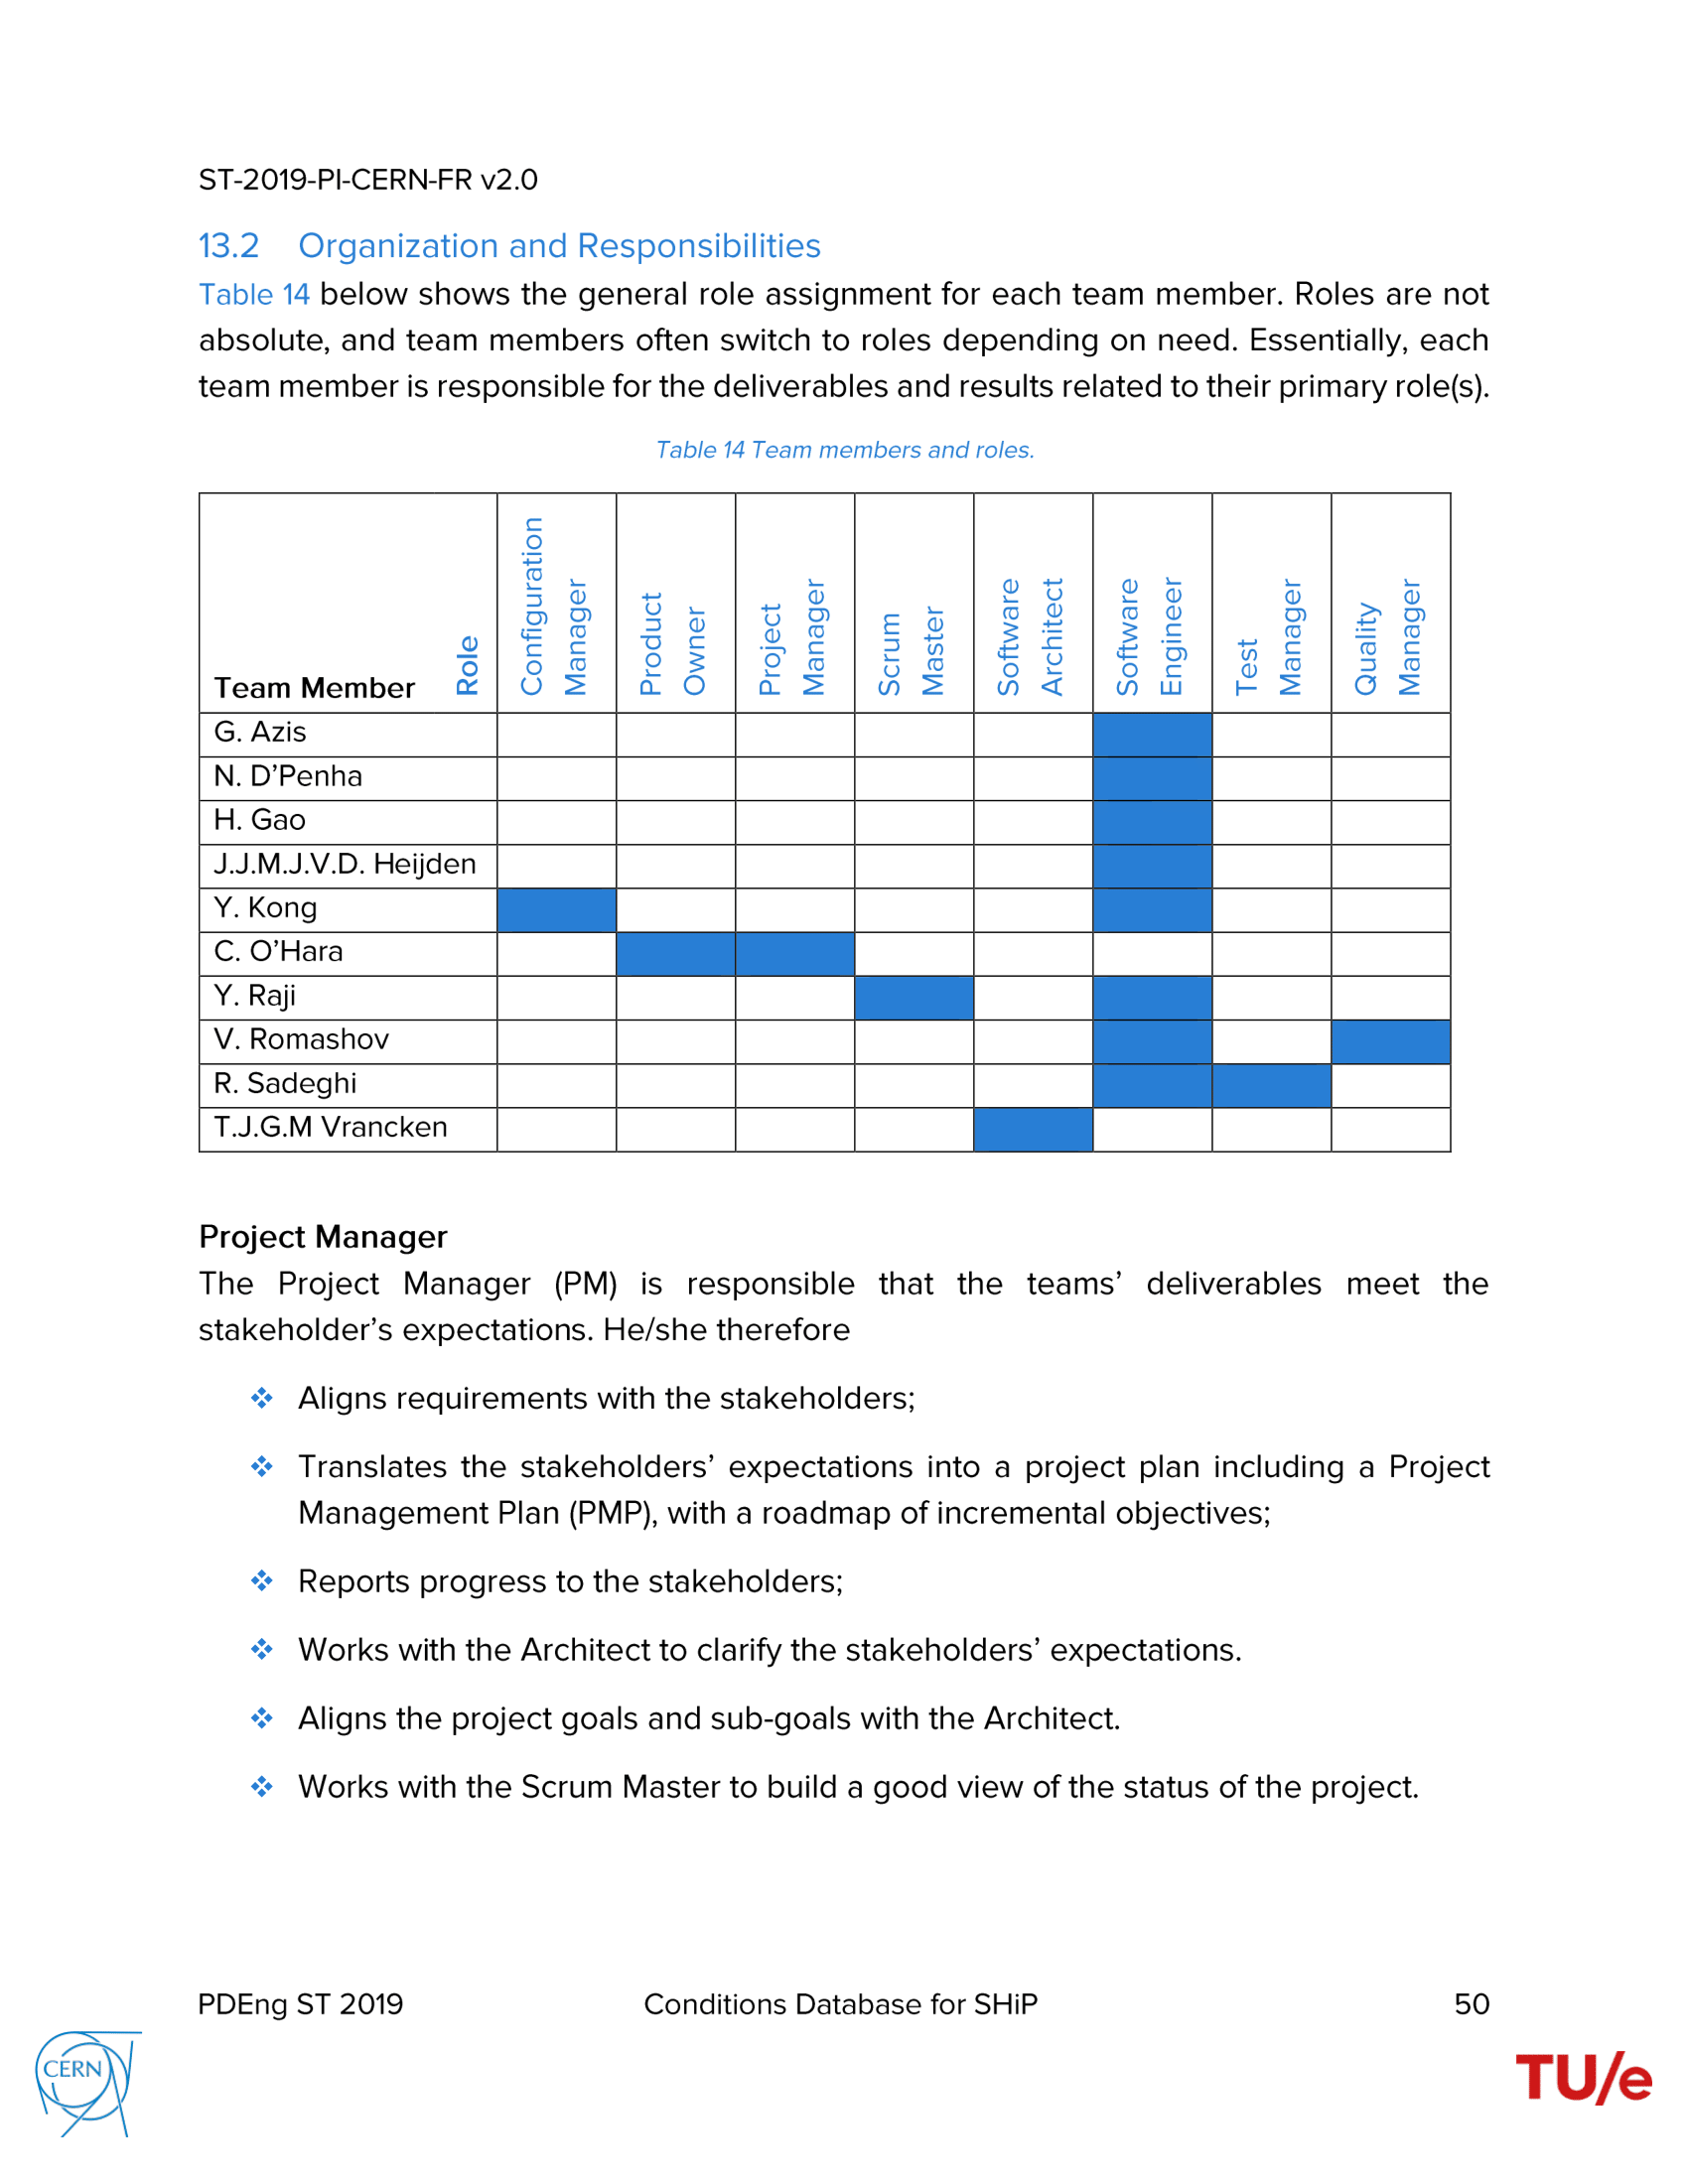 ST-2019-PI-CERN-FR v2.0
13.2 Organization and Responsibilities
Table 14 below shows the general role assignment for each team member. Roles are not
absolute, and team members often switch to roles depending on need. Essentially, each
team member is responsible for the deliverables and results related to their primary role(s).
Table 14 Team members and roles.
Team Member
Role
Configuration
Manager
Product
Owner
Project
Manager
Scrum
Master
Software
Architect
Software
Engineer
Test
Manager
Quality
Manager
G. Azis
N. D’Penha
H. Gao
J.J.M.J.V.D. Heijden
Y. Kong
C. O’Hara
Y. Raji
V. Romashov
R. Sadeghi
T.J.G.M Vrancken
Project Manager
The Project Manager (PM) is responsible that the teams’ deliverables meet the
stakeholder’s expectations. He/she therefore
❖ Aligns requirements with the stakeholders;
❖ Translates the stakeholders’ expectations into a project plan including a Project
Management Plan (PMP), with a roadmap of incremental objectives;
❖ Reports progress to the stakeholders;
❖ Works with the Architect to clarify the stakeholders’ expectations.
❖ Aligns the project goals and sub-goals with the Architect.
❖ Works with the Scrum Master to build a good view of the status of the project.
PDEng ST 2019 Conditions Database for SHiP 50
CERN
TU/e